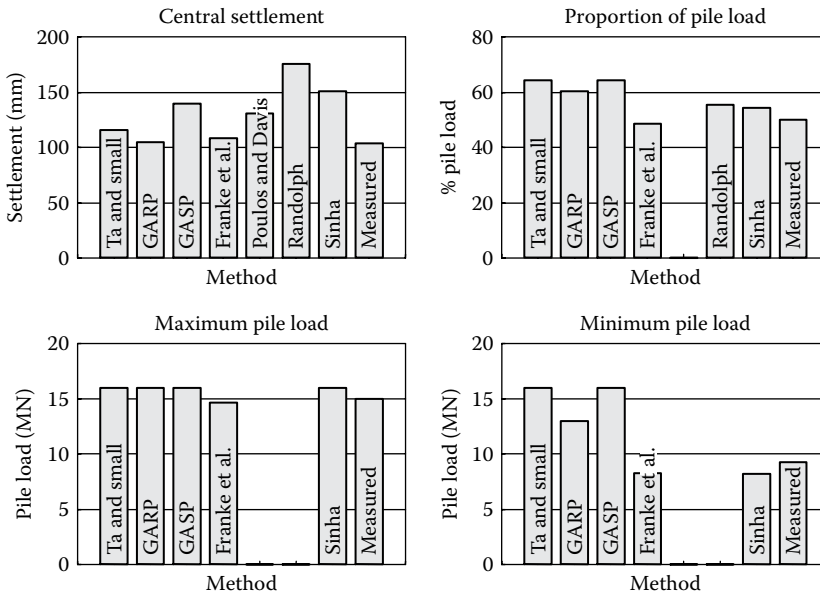 Central settlement
Settlement (mm)
200
150
100
50
0
Ta and small
GARP
GASP
Franke et al.
Poulos and Davis
Randolph
Sinha
Measured
Method
Proportion of pile load
% pile load
80
60
40
20
0
Ta and small
GARP
GASP
Franke et al.
Randolph
Sinha
Measured
Method
Maximum pile load
Pile load (MN)
20
15
10
5
0
Ta and small
GARP
GASP
Franke et al.
Sinha
Measured
Method
Minimum pile load
Pile load (MN)
20
15
10
5
0
Ta and small
GARP
GASP
Franke et al.
Sinha
Measured
Method